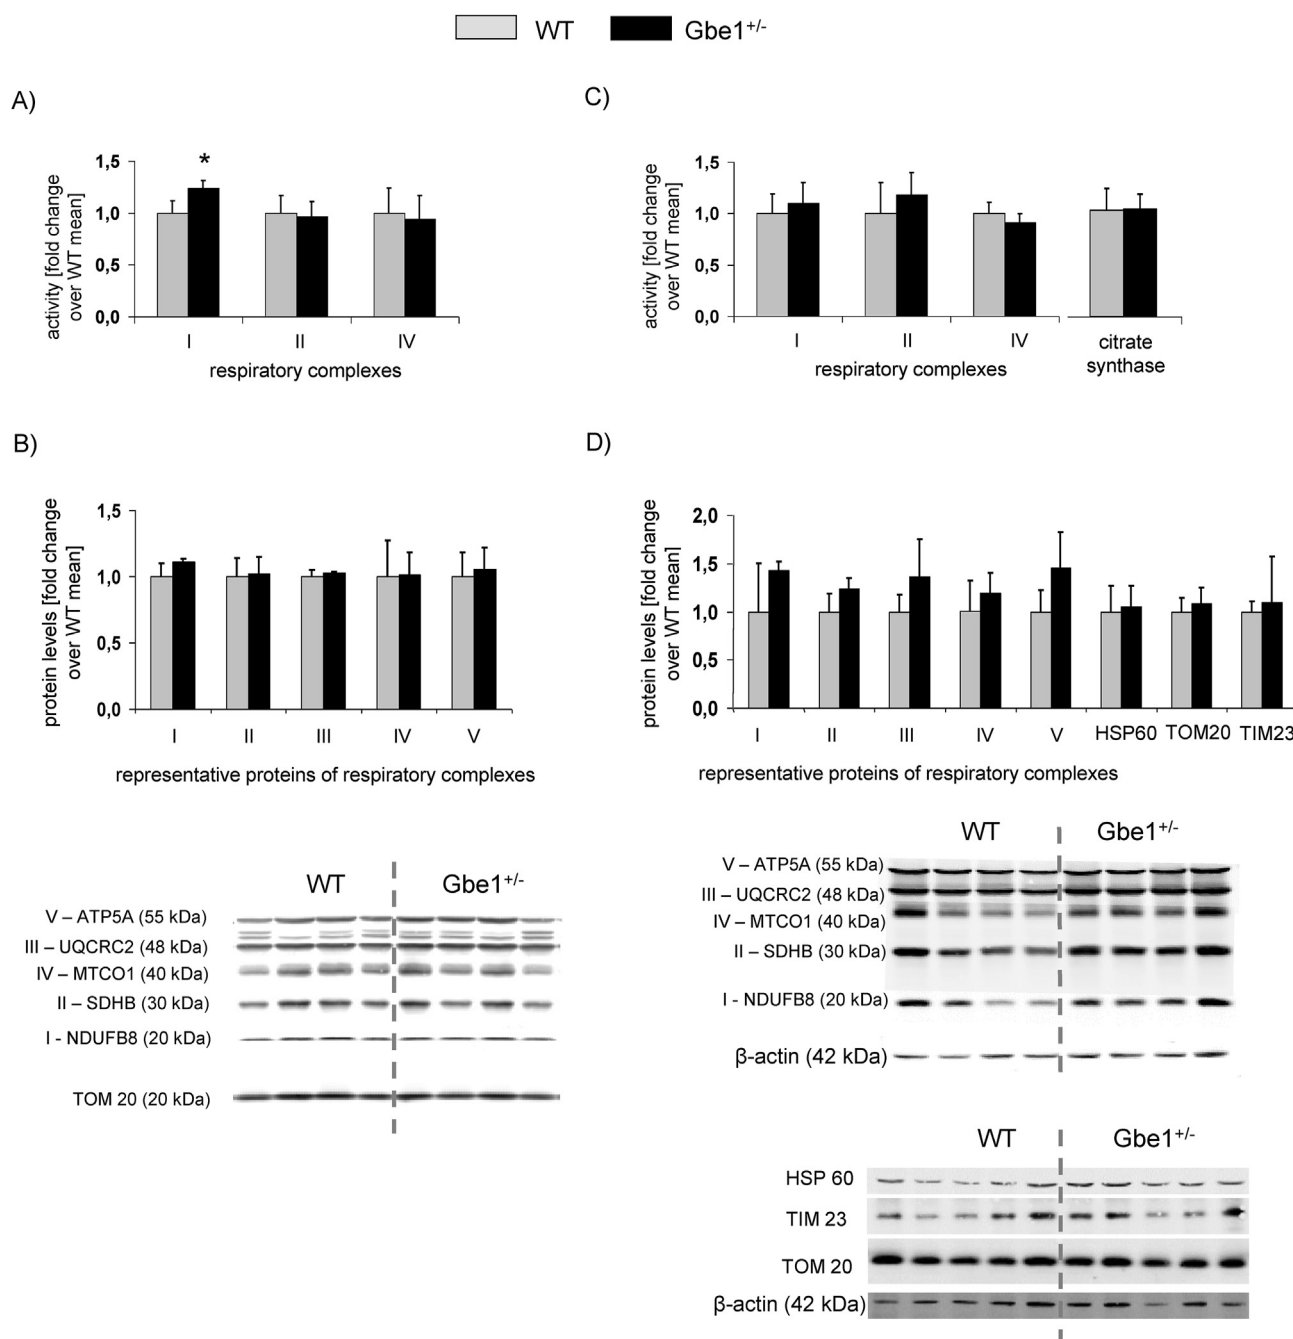 WT Gbe1+/-
A)
activity [fold change
over WT mean]
1,5
*
1,0
0,5
0,0
I II IV
respiratory complexes
C)
activity [fold change
over WT mean]
1,5
1,0
0,5
0,0
I II IV
citrate
synthase
respiratory complexes
B)
protein levels [fold change
over WT mean]
1,5
1,0
0,5
0,0
I II III IV V
representative proteins of respiratory complexes
WT Gbe1+/-
V – ATP5A (55 kDa)
III – UQCRC2 (48 kDa)
IV – MTCO1 (40 kDa)
II – SDHB (30 kDa)
I - NDUFB8 (20 kDa)
TOM 20 (20 kDa)
D)
protein levels [fold change
over WT mean]
2,0
1,5
1,0
0,5
0,0
I II III IV V HSP60 TOM20 TIM23
representative proteins of respiratory complexes
WT Gbe1+/-
V – ATP5A (55 kDa)
III – UQCRC2 (48 kDa)
IV – MTCO1 (40 kDa)
II – SDHB (30 kDa)
I - NDUFB8 (20 kDa)
β-actin (42 kDa)
WT Gbe1+/-
HSP 60
TIM 23
TOM 20
β-actin (42 kDa)